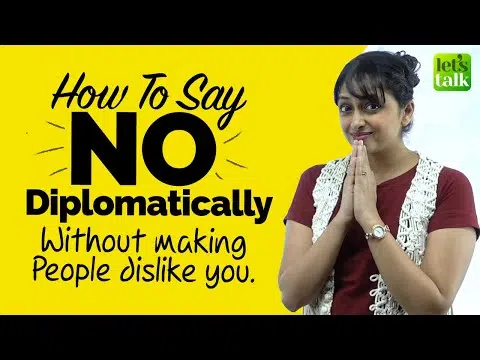 How To Say
NO
Diplomatically
Without making
People dislike you.
let's
talk